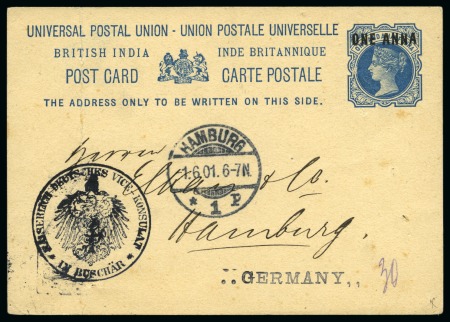 UNIVERSAL POSTAL UNION - UNION POSTALE UNIVERSELLE
BRITISH INDIA INDE BRITANNIQUE
POST CARD CARTE POSTALE
THE ADDRESS ONLY TO BE WRITTEN ON THIS SIDE.
ONE ANNA
HAMBURG
1.6.01.6-7N.
* 1 P
KAISERLICH DEUTSCHES VICE-KONSULAT
* IN BUSCHÄR *
Herren
& Co.
Hamburg.
..GERMANY,,
30